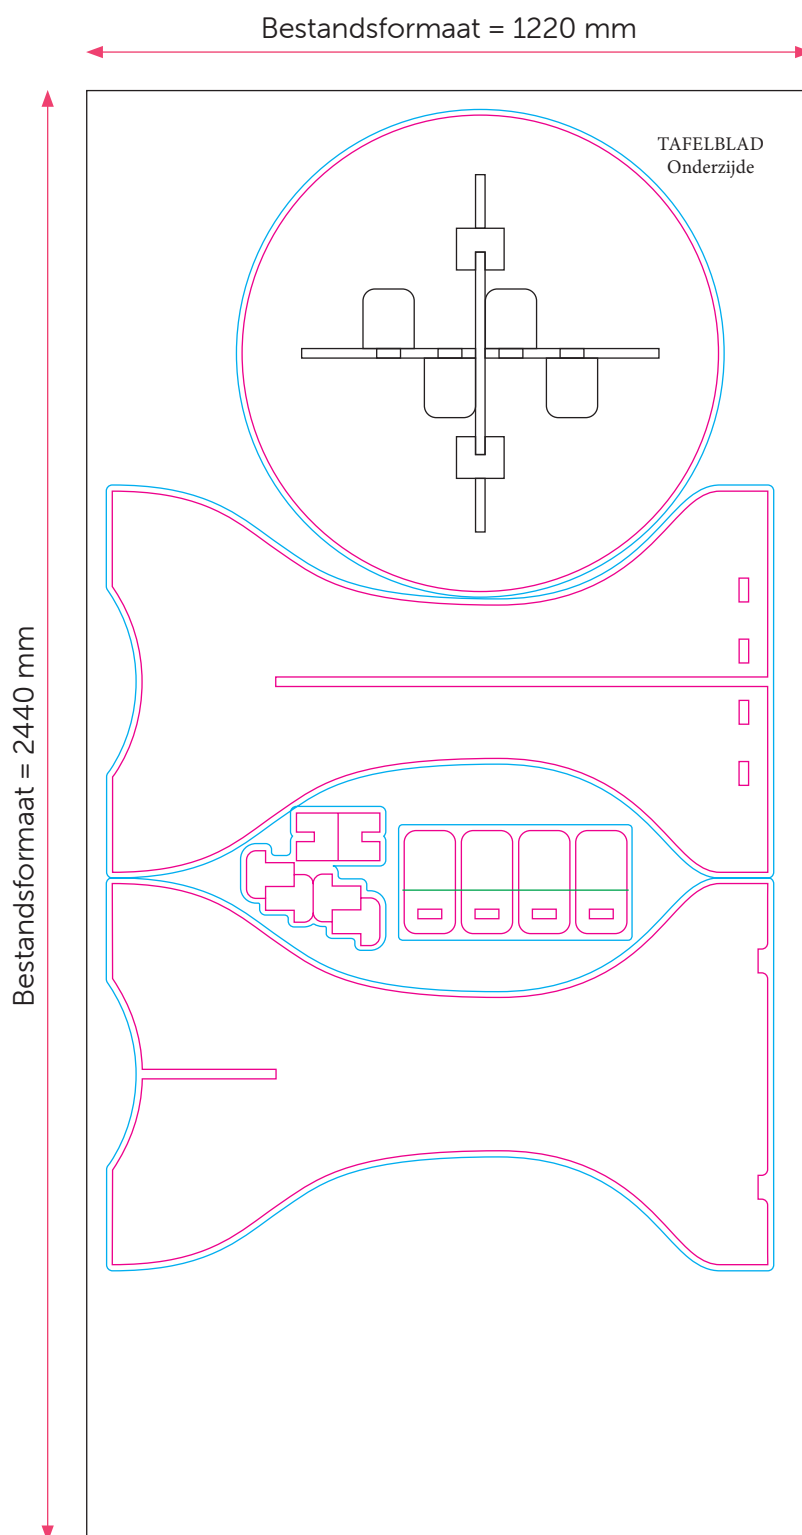 Bestandsformaat = 1220 mm
TAFELBLAD
Onderzijde
Bestandsformaat = 2440 mm